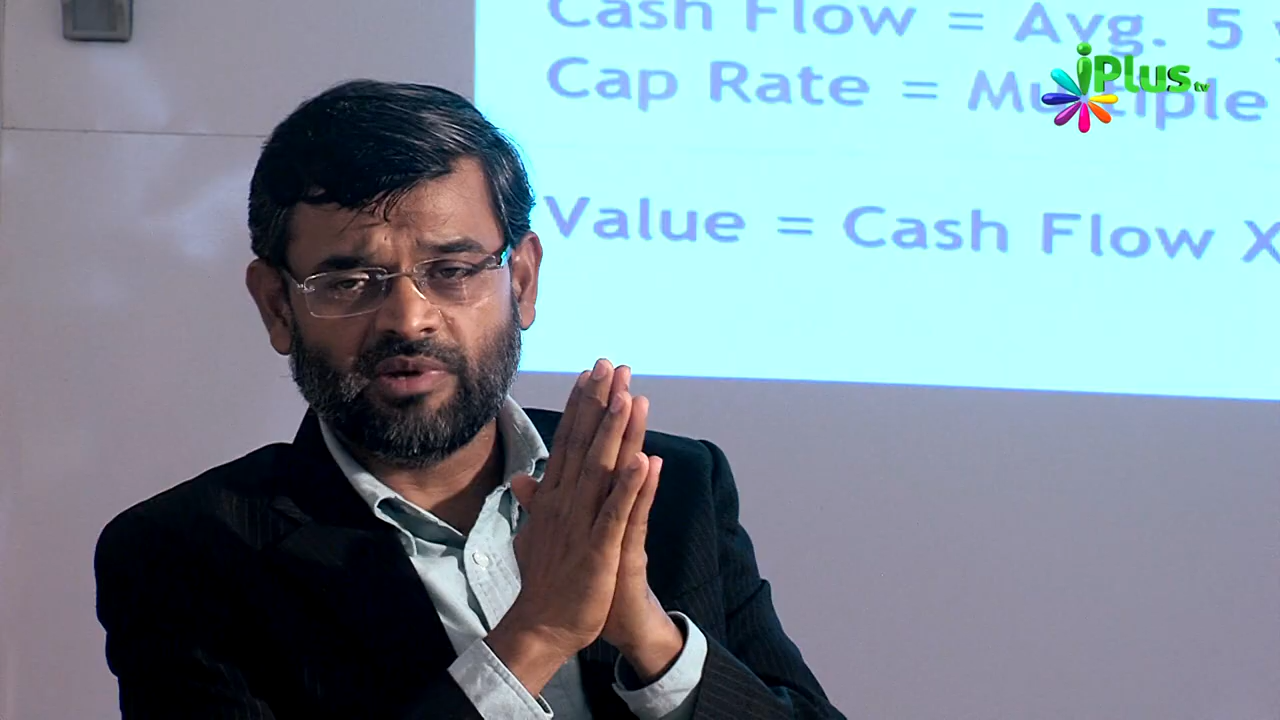 Cash Flow = Avg. 5
Cap Rate = Multiple
Value = Cash Flow X
iPlus tv